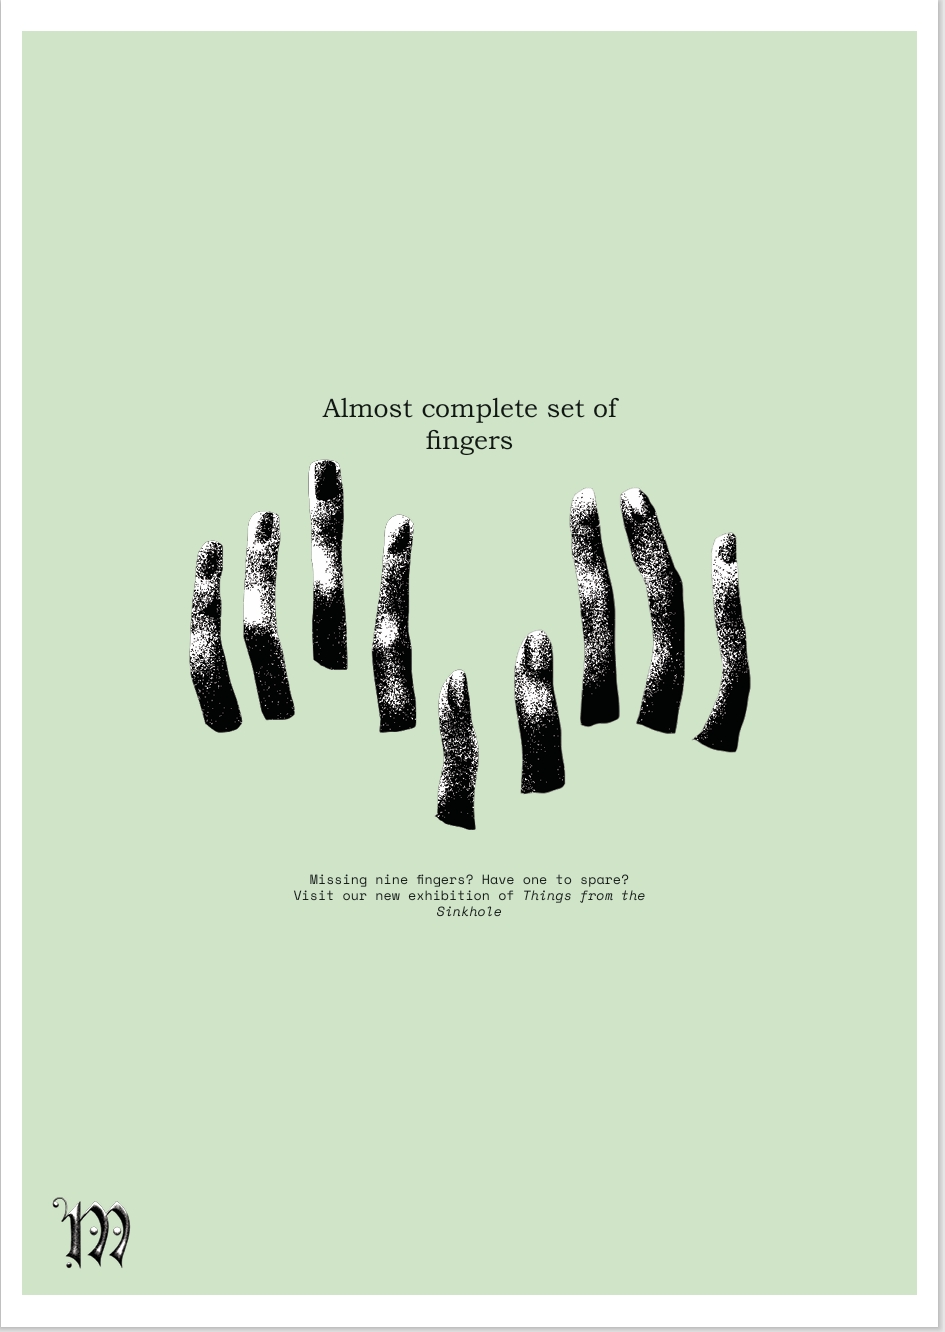 Almost complete set of
fingers
Missing nine fingers? Have one to spare?
Visit our new exhibition of Things from the
Sinkhole
M